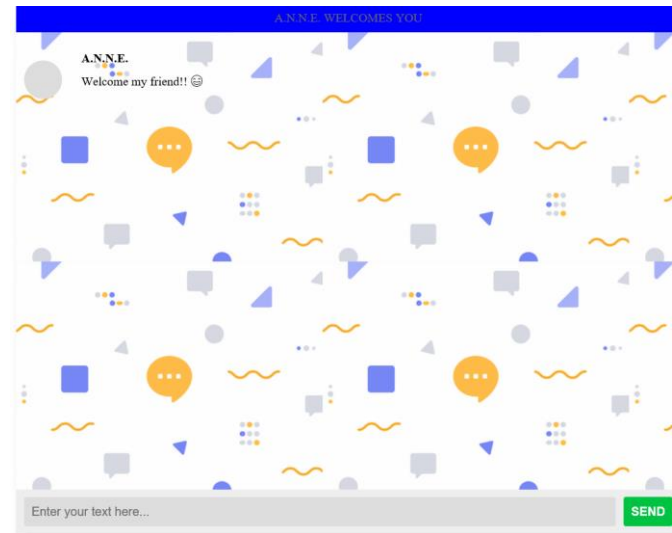 A.N.N.E. WELCOMES YOU
A.N.N.E.
Welcome my friend!! 😄
Enter your text here...
SEND